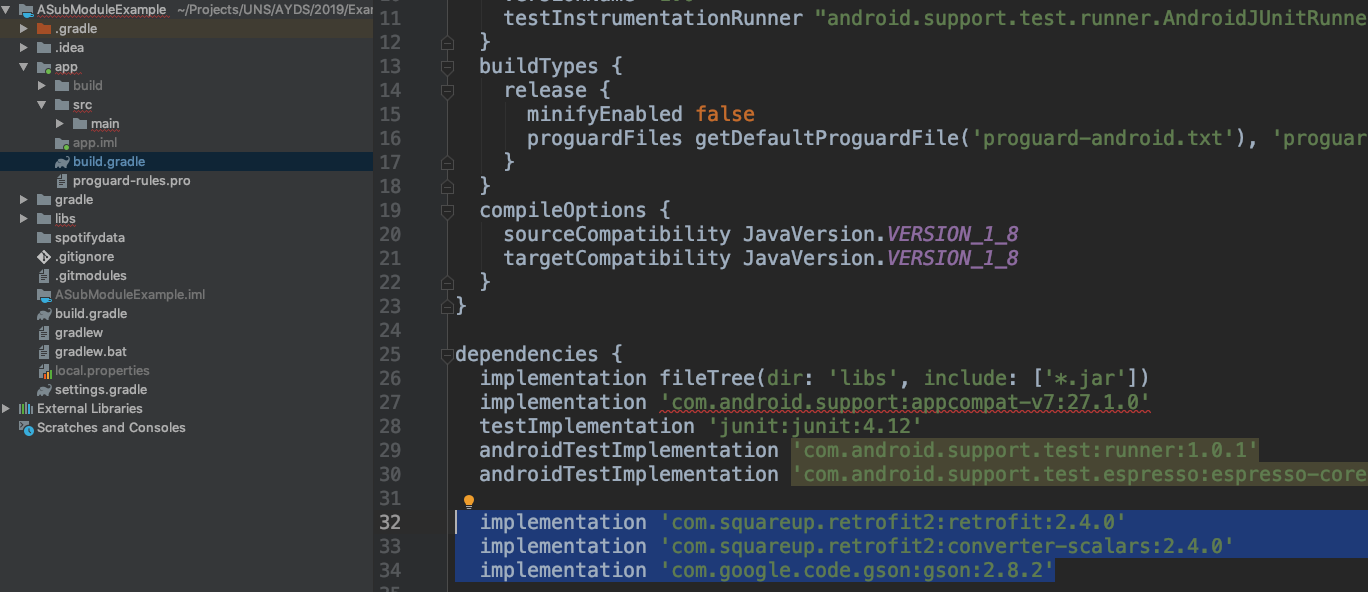 ASubModuleExample ~/Projects/UNS/AYDS/2019/Exa
.gradle
.idea
app
build
src
main
app.iml
build.gradle
proguard-rules.pro
gradle
libs
spotifydata
.gitignore
.gitmodules
ASubModuleExample.iml
build.gradle
gradlew
gradlew.bat
local.properties
settings.gradle
External Libraries
Scratches and Consoles
11 testInstrumentationRunner "android.support.test.runner.AndroidJUnitRunne
12 }
13 buildTypes {
14 release {
15 minifyEnabled false
16 proguardFiles getDefaultProguardFile('proguard-android.txt'), 'proguar
17 }
18 }
19 compileOptions {
20 sourceCompatibility JavaVersion.VERSION_1_8
21 targetCompatibility JavaVersion.VERSION_1_8
22 }
23 }
24
25 dependencies {
26 implementation fileTree(dir: 'libs', include: ['*.jar'])
27 implementation 'com.android.support:appcompat-v7:27.1.0'
28 testImplementation 'junit:junit:4.12'
29 androidTestImplementation 'com.android.support.test:runner:1.0.1'
30 androidTestImplementation 'com.android.support.test.espresso:espresso-core
31
32 implementation 'com.squareup.retrofit2:retrofit:2.4.0'
33 implementation 'com.squareup.retrofit2:converter-scalars:2.4.0'
34 implementation 'com.google.code.gson:gson:2.8.2'